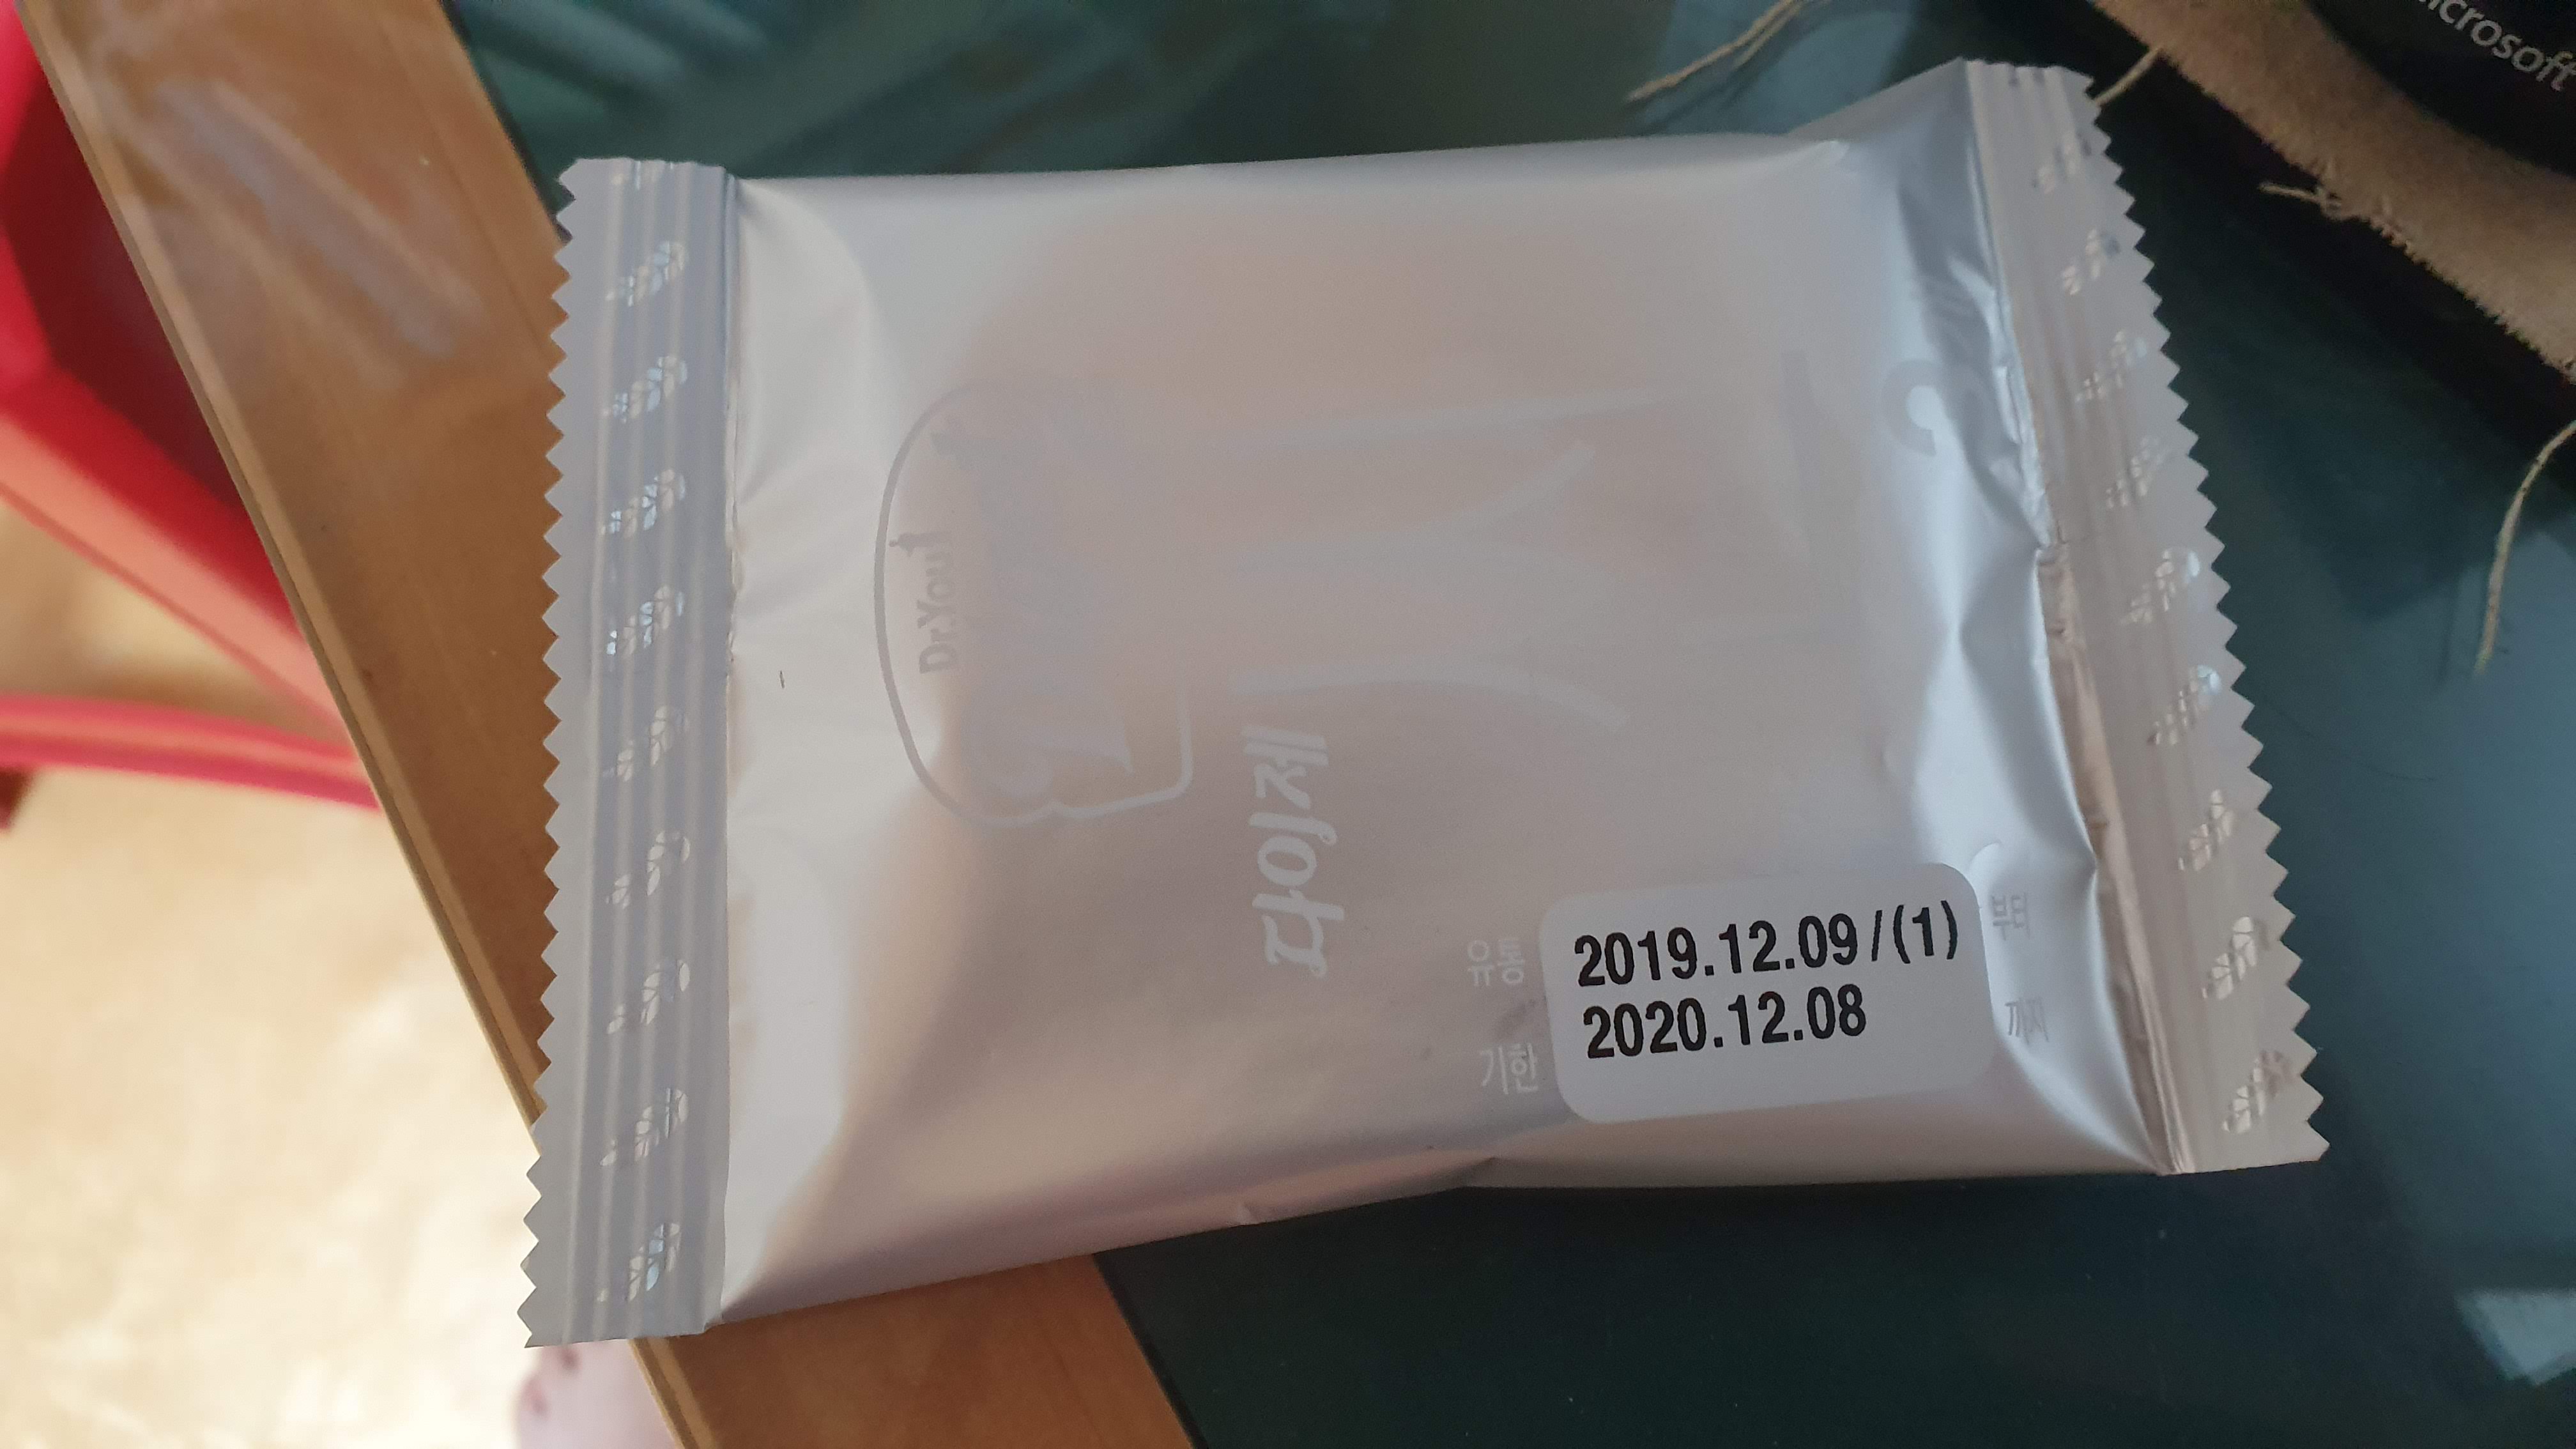 Dr.You
다이제
유통 2019.12.09/(1) 부터
기한 2020.12.08 까지